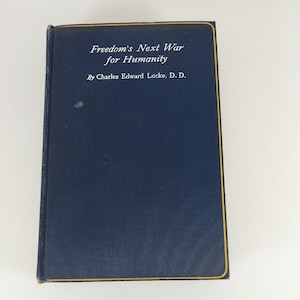 Freedom's Next War
for Humanity
By Charles Edward Locke, D. D.